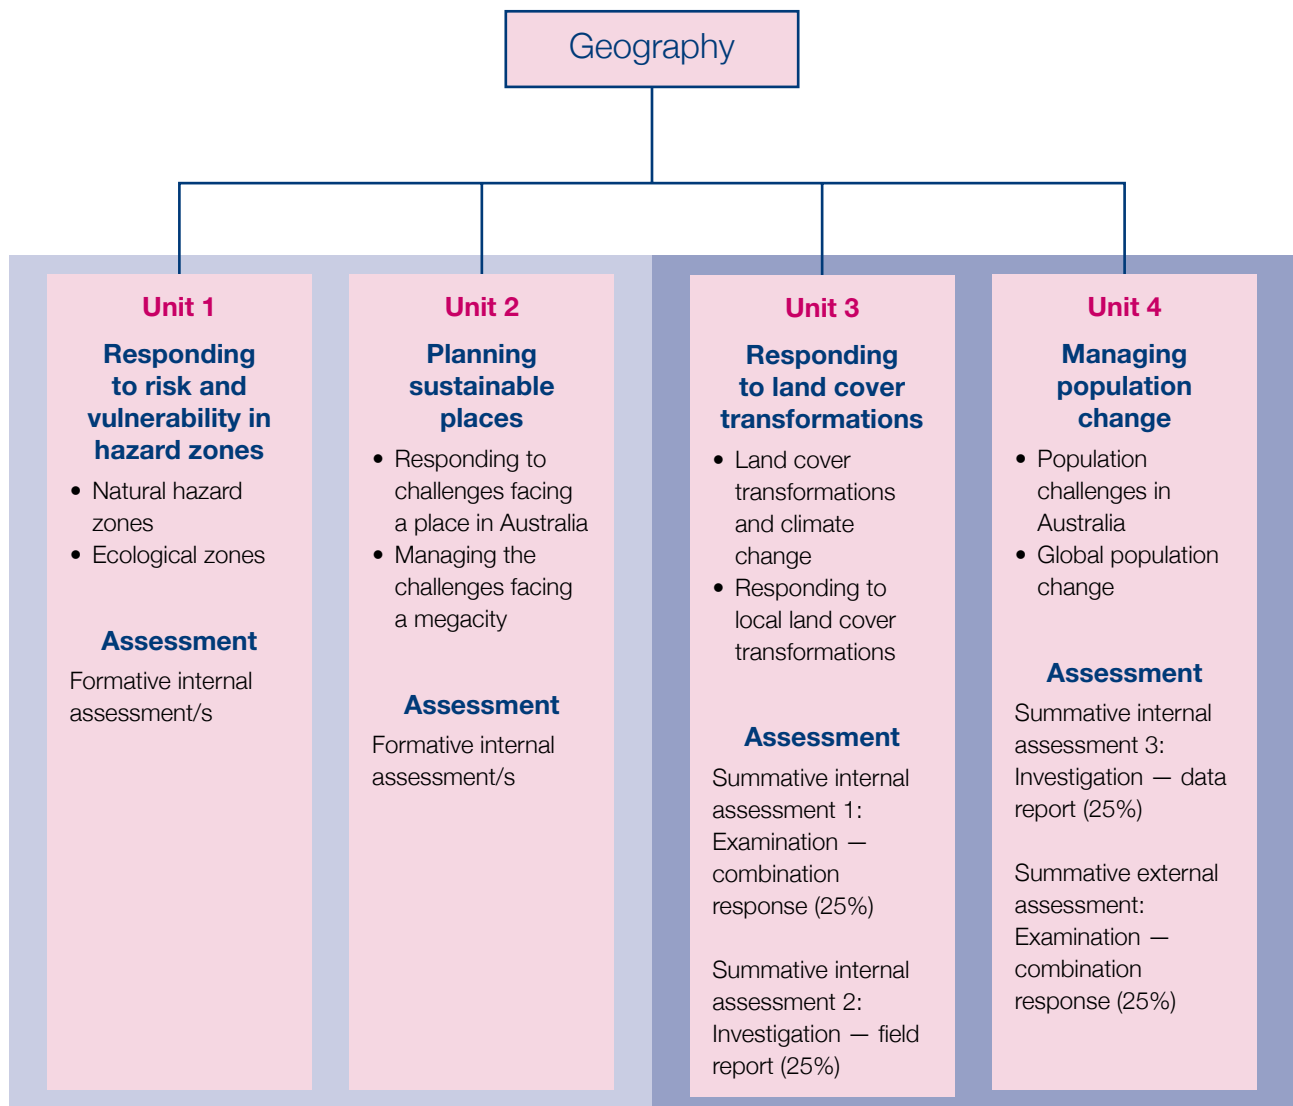 Geography
Unit 1
Responding
to risk and
vulnerability in
hazard zones
• Natural hazard
zones
• Ecological zones
Assessment
Formative internal
assessment/s
Unit 2
Planning
sustainable
places
• Responding to
challenges facing
a place in Australia
• Managing the
challenges facing
a megacity
Assessment
Formative internal
assessment/s
Unit 3
Responding
to land cover
transformations
• Land cover
transformations
and climate
change
• Responding to
local land cover
transformations
Assessment
Summative internal
assessment 1:
Examination —
combination
response (25%)
Summative internal
assessment 2:
Investigation — field
report (25%)
Unit 4
Managing
population
change
• Population
challenges in
Australia
• Global population
change
Assessment
Summative internal
assessment 3:
Investigation — data
report (25%)
Summative external
assessment:
Examination —
combination
response (25%)